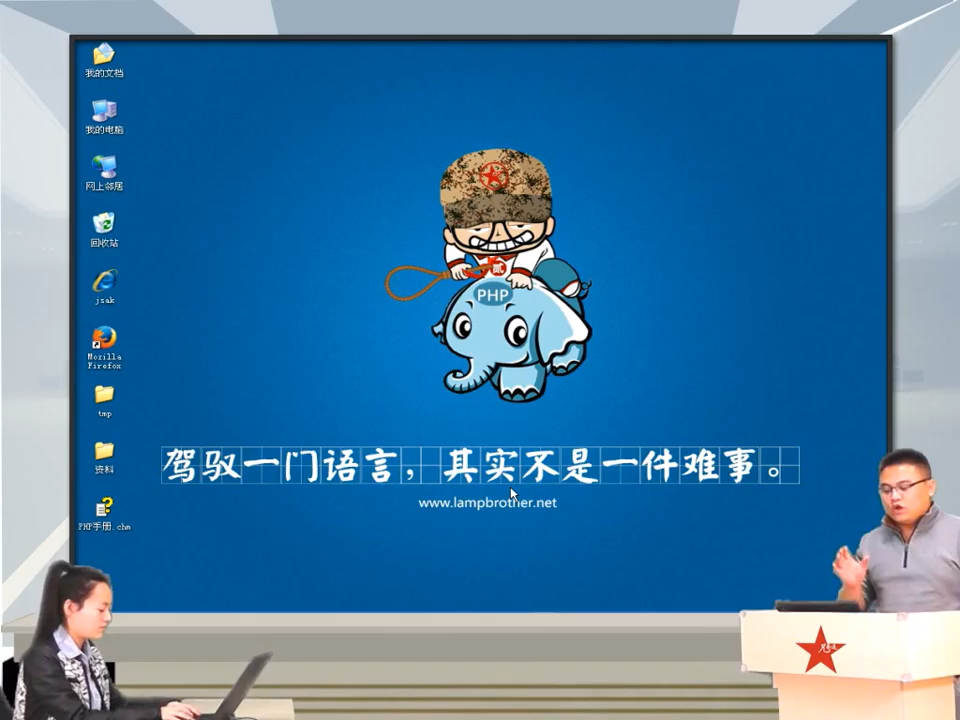 我的文档
我的电脑
网上邻居
回收站
jsak
Mozilla
Firefox
tmp
资料
PHP手册.chm
贰
PHP
驾驭一门语言，其实不是一件难事。
www.lampbrother.net